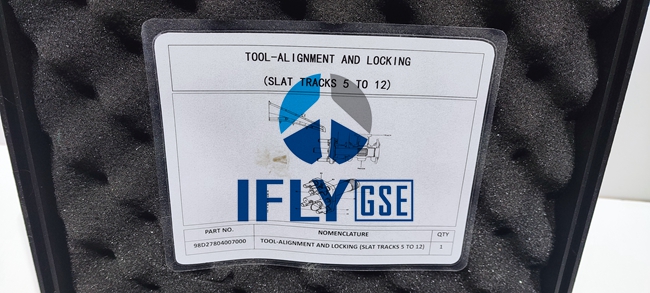 TOOL-ALIGNMENT AND LOCKING
(SLAT TRACKS 5 TO 12)
IFLY GSE
PART NO. NOMENCLATURE QTY
98D27804007000 TOOL-ALIGNMENT AND LOCKING (SLAT TRACKS 5 TO 12) 1